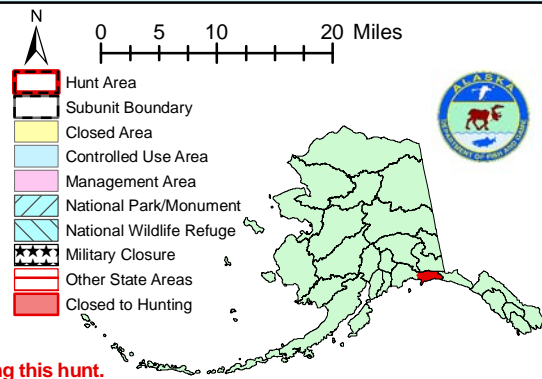 N
0 5 10 20 Miles
Hunt Area
Subunit Boundary
Closed Area
Controlled Use Area
Management Area
National Park/Monument
National Wildlife Refuge
Military Closure
Other State Areas
Closed to Hunting
ALASKA
DEPARTMENT OF FISH AND GAME
ng this hunt.